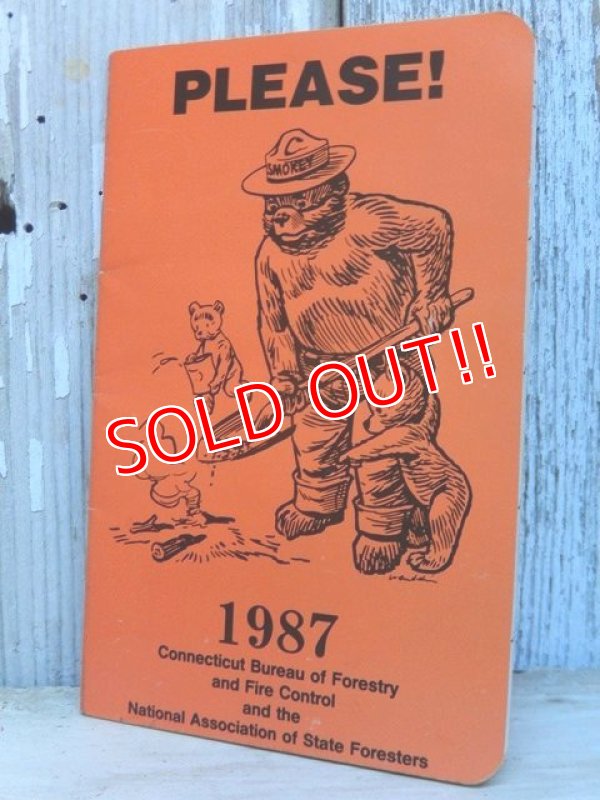 PLEASE!
SMOKEY
SOLD OUT!!
1987
Connecticut Bureau of Forestry
and Fire Control
and the
National Association of State Foresters